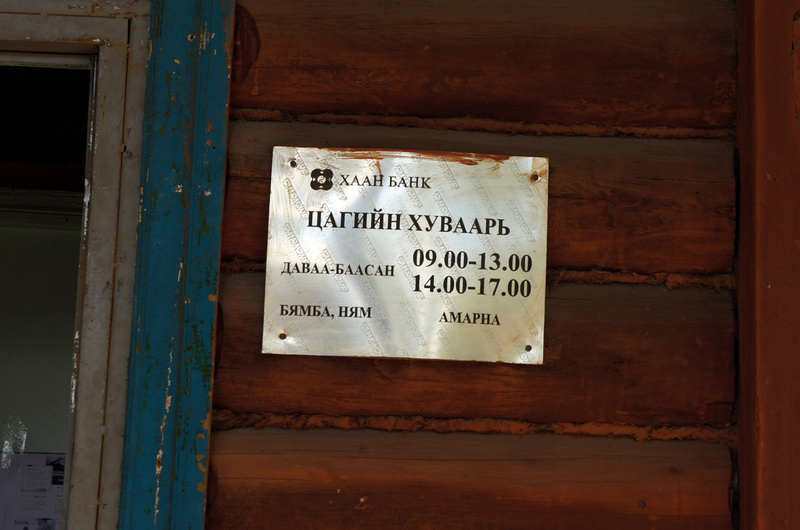 ХААН БАНК
ЦАГИЙН ХУВААРЬ
ДАВАА-БААСАН 09.00-13.00
14.00-17.00
БЯМБА, НЯМ АМАРНА